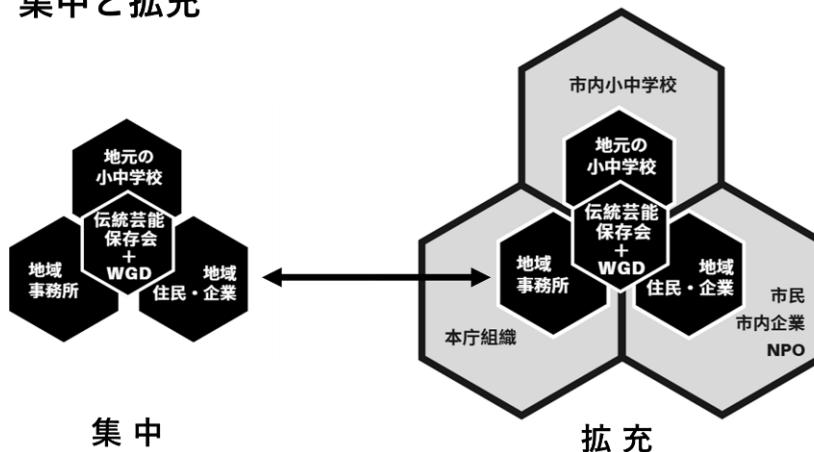 集中と拡充
地元の
小中学校
伝統芸能
保存会
+
WGD
地域
事務所
地域
住民・企業
集中
市内小中学校
地元の
小中学校
伝統芸能
保存会
+
WGD
地域
事務所
地域
住民・企業
本庁組織
市民
市内企業
NPO
拡充